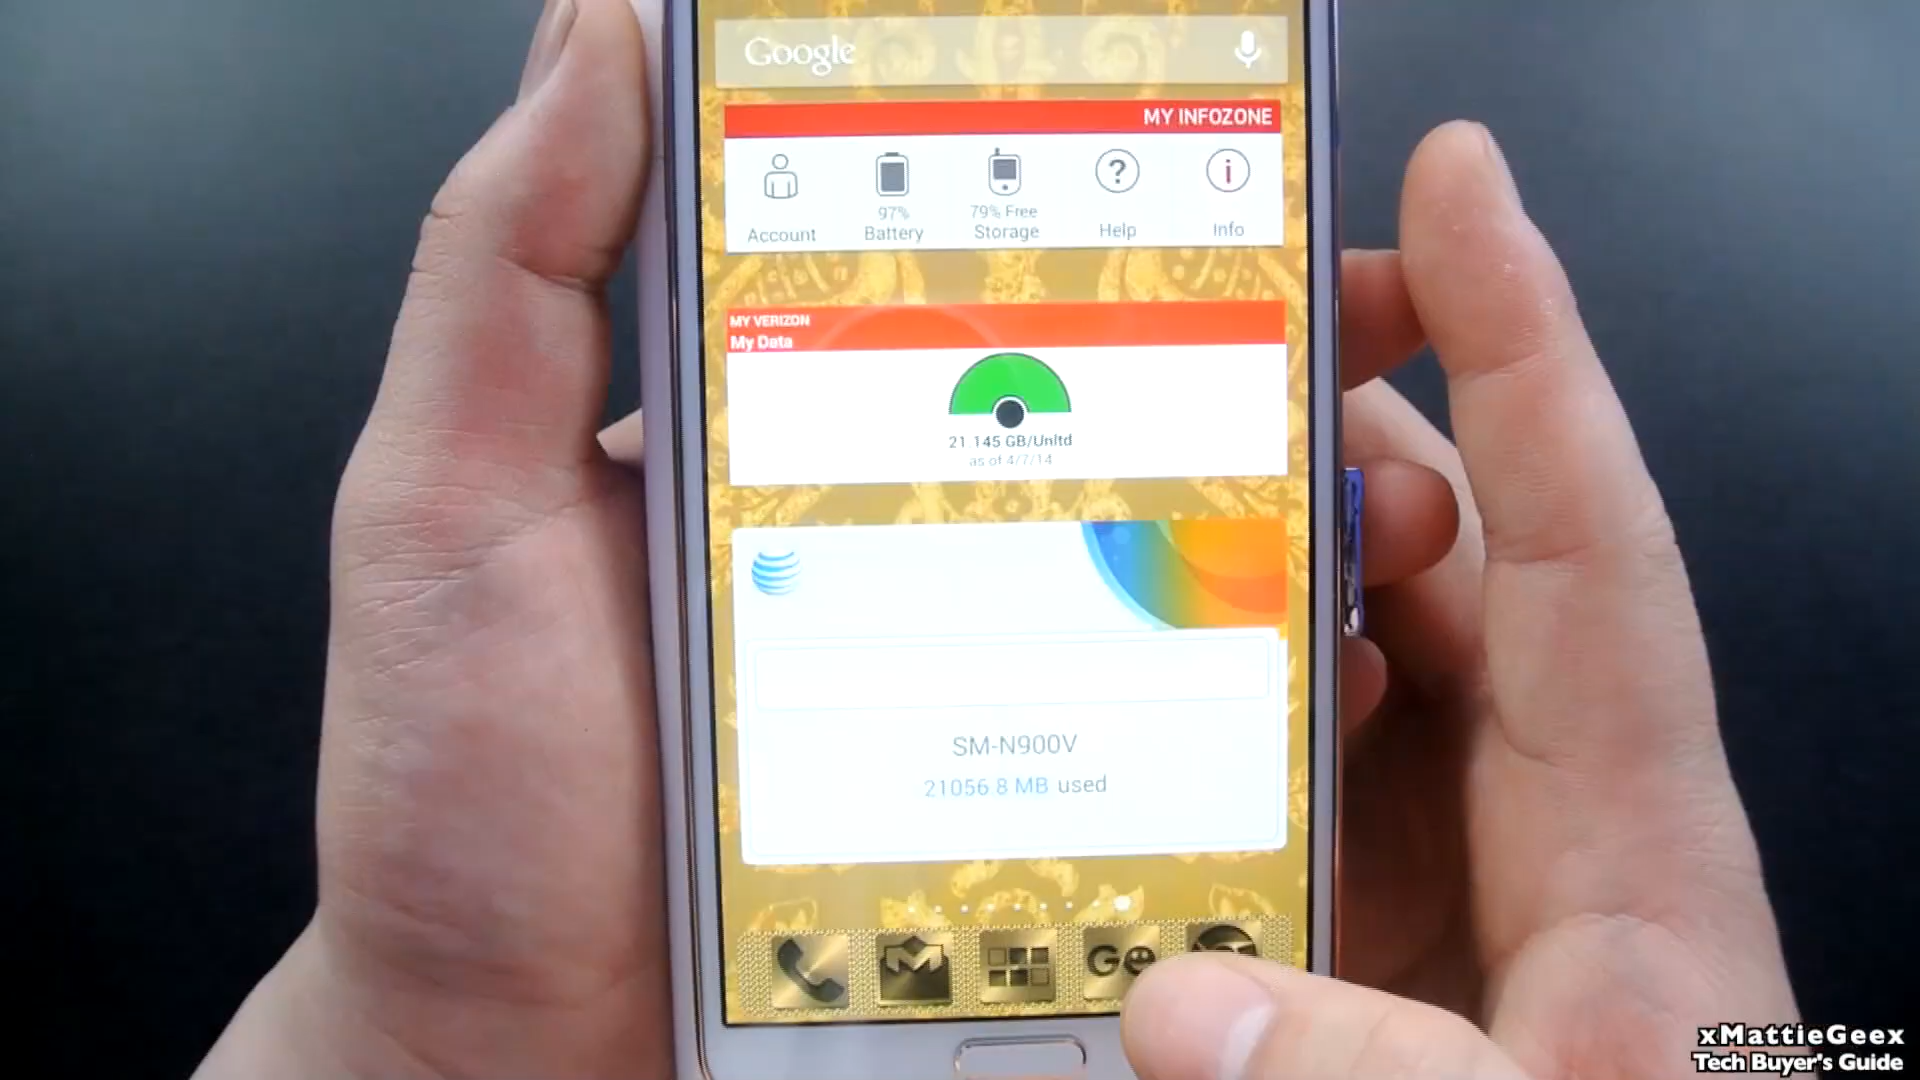 Google
MY INFOZONE
Account
97%
Battery
79% Free
Storage
Help
Info
MY VERIZON
My Data
21 145 GB/Unltd
as of 4/7/14
SM-N900V
21056.8 MB used
GO
xMattieGeex
Tech Buyer's Guide